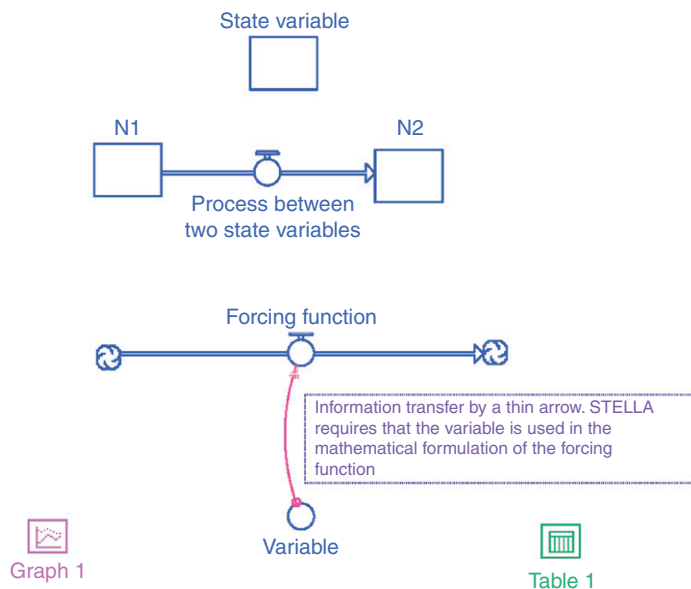 State variable
N1
N2
Process between
two state variables
Forcing function
Information transfer by a thin arrow. STELLA
requires that the variable is used in the
mathematical formulation of the forcing
function
Variable
Graph 1
Table 1